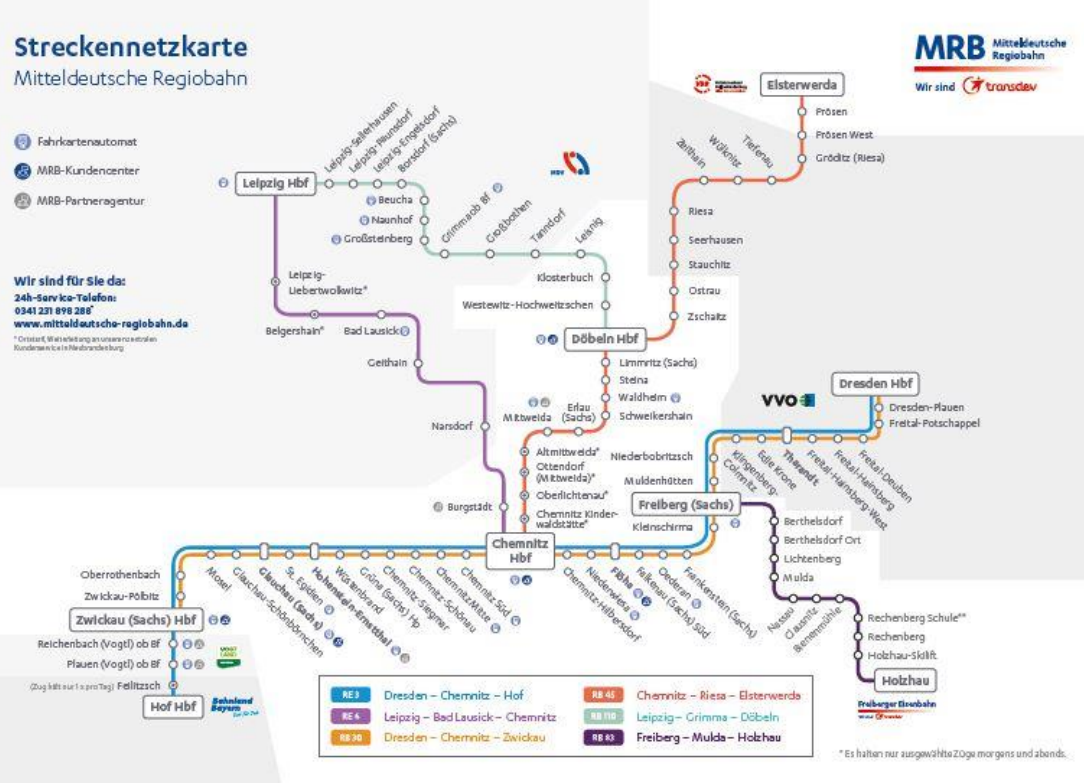 Streckennetzkarte
Mitteldeutsche Regiobahn
MRB Mitteldeutsche
Regiobahn
Wir sind transdev
Fahrkartenautomat
MRB-Kundencenter
MRB-Partneragentur
Wir sind für Sie da:
24h-Service-Telefon:
0341 231 898 288*
www.mitteldeutsche-regiobahn.de
Elsterwerda
Prösen
Prösen West
Gröditz (Riesa)
Tiefenau
Wülknitz
Zeithain
Riesa
Seerhausen
Stauchitz
Ostrau
Zschaitz
Leipzig Hbf
Leipzig-Sellerhausen
Leipzig-Paunsdorf
Leipzig-Engelsdorf
Borsdorf (Sachs)
Beucha
Naunhof
Großsteinberg
Grimma ob Bf
Großbothen
Tanndorf
Leisnig
Klosterbuch
Westewitz-Hochweitzschen
Döbeln Hbf
Limmritz (Sachs)
Steina
Waldheim
Schweikershain
Erlau
(Sachs)
Mittweida
Altmittweida*
Ottendorf
(Mittweida)*
Oberlichtenau*
Chemnitz Kinder-
waldstätte*
Leipzig-
Liebertwolkwitz*
Belgershain*
Bad Lausick
Geithain
Narsdorf
Burgstädt
Chemnitz
Hbf
VVO
Dresden Hbf
Dresden-Plauen
Freital-Potschappel
Freital-Deuben
Freital-Hainsberg
Freital-Hainsberg-West
Tharandt
Edle Krone
Klingenberg-
Colmnitz
Niederbobritzsch
Muldenhütten
Freiberg (Sachs)
Kleinschirma
Frankenstein (Sachs)
Oederan
Falkenau (Sachs) Süd
Flöha
Niederwiesa
Chemnitz-Hilbersdorf
Chemnitz Süd
Chemnitz Mitte
Chemnitz-Schönau
Chemnitz-Siegmar
Grüna (Sachs) Hp
Wüstenbrand
Hohenstein-Ernstthal
St. Egidien
Glauchau (Sachs)
Glauchau-Schönbörnchen
Mosel
Oberrothenbach
Zwickau-Pölbitz
Zwickau (Sachs) Hbf
Reichenbach (Vogtl) ob Bf
Plauen (Vogtl) ob Bf
(Zug hält nur 1 x pro Tag) Feilitzsch
Hof Hbf
Bahnland
Bayern
Berthelsdorf
Berthelsdorf Ort
Lichtenberg
Mulda
Nassau
Clausnitz
Bienenmühle
Rechenberg Schule**
Rechenberg
Holzhau-Skilift
Holzhau
Freiberger Eisenbahn
RE 3 Dresden – Chemnitz – Hof
RE 6 Leipzig – Bad Lausick – Chemnitz
RB 30 Dresden – Chemnitz – Zwickau
RB 45 Chemnitz – Riesa – Elsterwerda
RB 110 Leipzig – Grimma – Döbeln
RB 83 Freiberg – Mulda – Holzhau
* Es halten nur ausgewählte Züge morgens und abends.